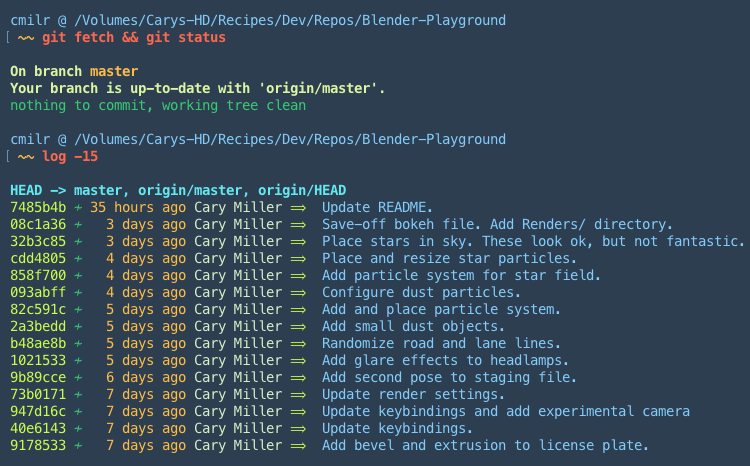 cmilr @ /Volumes/Carys-HD/Recipes/Dev/Repos/Blender-Playground
[ ~~ git fetch && git status
On branch master
Your branch is up-to-date with 'origin/master'.
nothing to commit, working tree clean
cmilr @ /Volumes/Carys-HD/Recipes/Dev/Repos/Blender-Playground
[ ~~ log -15
HEAD -> master, origin/master, origin/HEAD
7485b4b ∻ 35 hours ago Cary Miller ⟹ Update README.
08c1a36 ∻ 3 days ago Cary Miller ⟹ Save-off bokeh file. Add Renders/ directory.
32b3c85 ∻ 3 days ago Cary Miller ⟹ Place stars in sky. These look ok, but not fantastic.
cdd4805 ∻ 4 days ago Cary Miller ⟹ Place and resize star particles.
858f700 ∻ 4 days ago Cary Miller ⟹ Add particle system for star field.
093abff ∻ 4 days ago Cary Miller ⟹ Configure dust particles.
82c591c ∻ 5 days ago Cary Miller ⟹ Add and place particle system.
2a3bedd ∻ 5 days ago Cary Miller ⟹ Add small dust objects.
b48ae8b ∻ 5 days ago Cary Miller ⟹ Randomize road and lane lines.
1021533 ∻ 5 days ago Cary Miller ⟹ Add glare effects to headlamps.
9b89cce ∻ 6 days ago Cary Miller ⟹ Add second pose to staging file.
73b0171 ∻ 7 days ago Cary Miller ⟹ Update render settings.
947d16c ∻ 7 days ago Cary Miller ⟹ Update keybindings and add experimental camera
40e6143 ∻ 7 days ago Cary Miller ⟹ Update keybindings.
9178533 ∻ 7 days ago Cary Miller ⟹ Add bevel and extrusion to license plate.